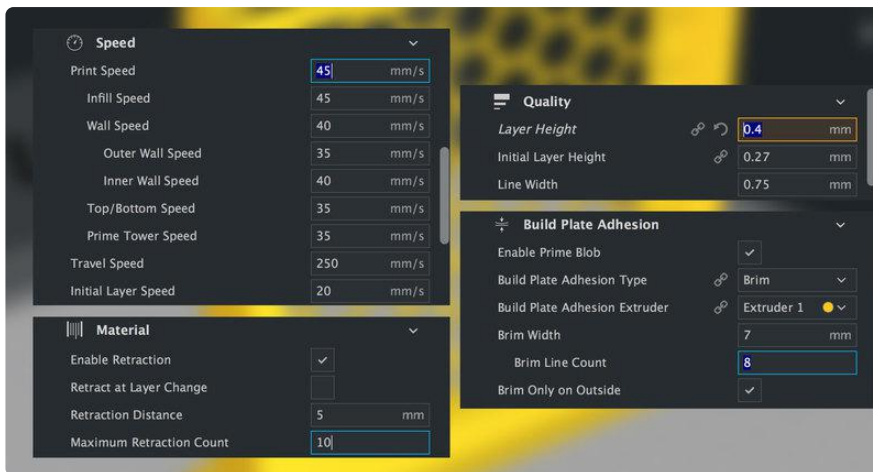 Speed
Print Speed 45 mm/s
Infill Speed 45 mm/s
Wall Speed 40 mm/s
Outer Wall Speed 35 mm/s
Inner Wall Speed 40 mm/s
Top/Bottom Speed 35 mm/s
Prime Tower Speed 35 mm/s
Travel Speed 250 mm/s
Initial Layer Speed 20 mm/s
Material
Enable Retraction
Retract at Layer Change
Retraction Distance 5 mm
Maximum Retraction Count 10
Quality
Layer Height 0.4 mm
Initial Layer Height 0.27 mm
Line Width 0.75 mm
Build Plate Adhesion
Enable Prime Blob
Build Plate Adhesion Type Brim
Build Plate Adhesion Extruder Extruder 1
Brim Width 7 mm
Brim Line Count 8
Brim Only on Outside